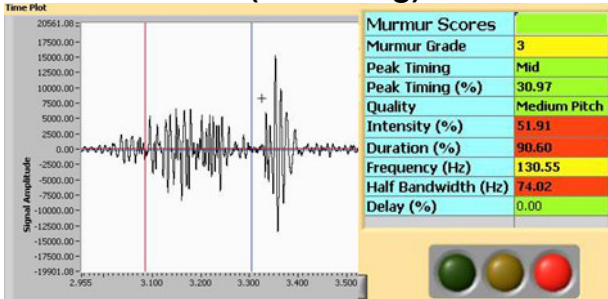 Time Plot
20561.08
17500.00
15000.00
12500.00
10000.00
7500.00
5000.00
2500.00
0.00
-2500.00
-5000.00
-7500.00
-10000.00
-12500.00
-15000.00
-17500.00
-19901.08
Signal Amplitude
2.955 3.100 3.200 3.300 3.400 3.500
Murmur Scores
Murmur Grade 3
Peak Timing Mid
Peak Timing (%) 30.97
Quality Medium Pitch
Intensity (%) 51.91
Duration (%) 90.60
Frequency (Hz) 130.55
Half Bandwidth (Hz) 74.02
Delay (%) 0.00